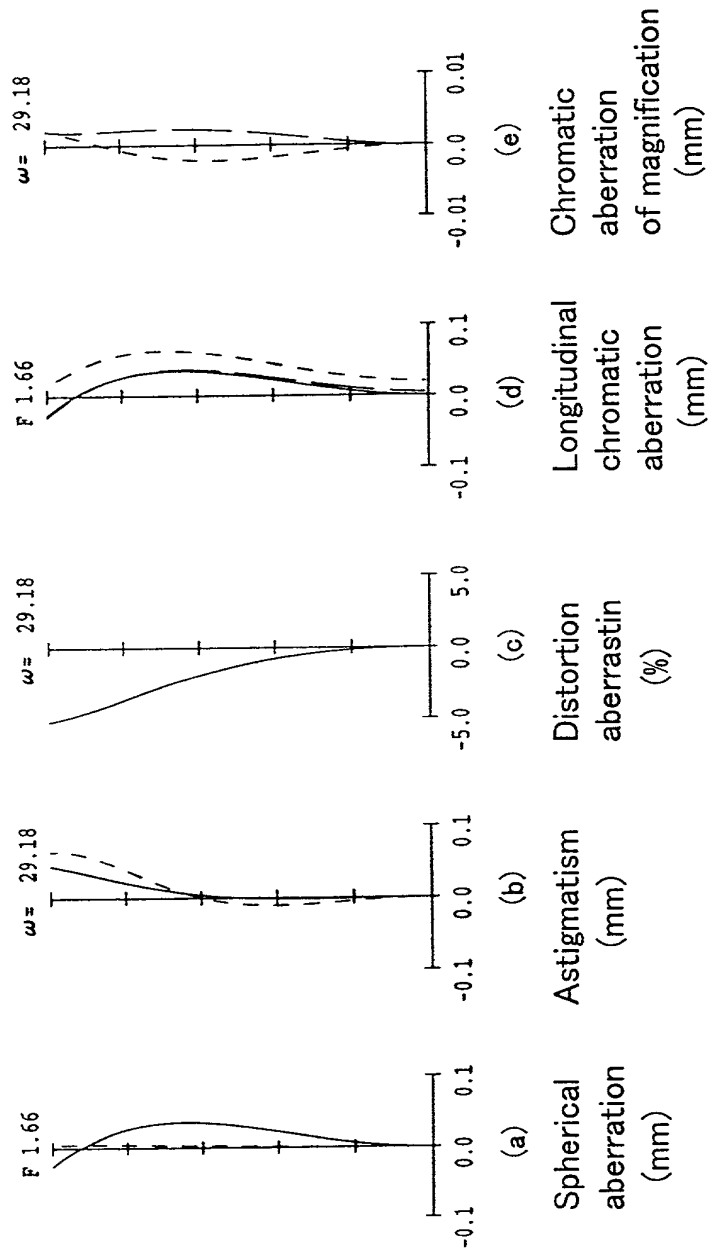 F 1.66
-0.1 0.0 0.1
(a)
Spherical
aberration
(mm)
ω= 29.18
-0.1 0.0 0.1
(b)
Astigmatism
(mm)
ω= 29.18
-5.0 0.0 5.0
(c)
Distortion
aberrastin
(%)
F 1.66
-0.1 0.0 0.1
(d)
Longitudinal
chromatic
aberration
(mm)
ω= 29.18
-0.01 0.0 0.01
(e)
Chromatic
aberration
of magnification
(mm)